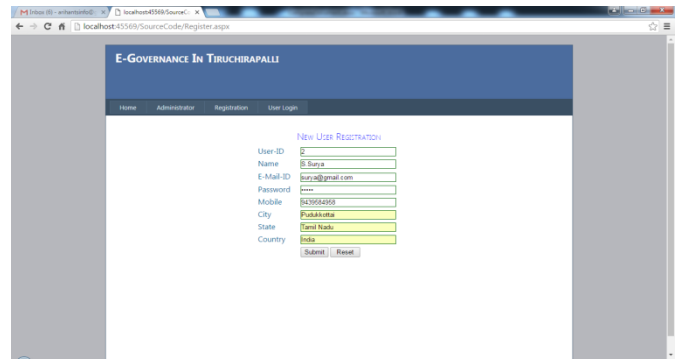 Inbox (6) - enhantsinfo@ localhost:45569/SourceCo
localhost:45569/SourceCode/Register.aspx
E-Governance In Tiruchirapalli
Home Administrator Registration User Login
New User Registration
User-ID 2
Name S.Surya
E-Mail-ID surya@gmail.com
Password •••••
Mobile 9439584958
City Pudukkottai
State Tamil Nadu
Country India
Submit Reset